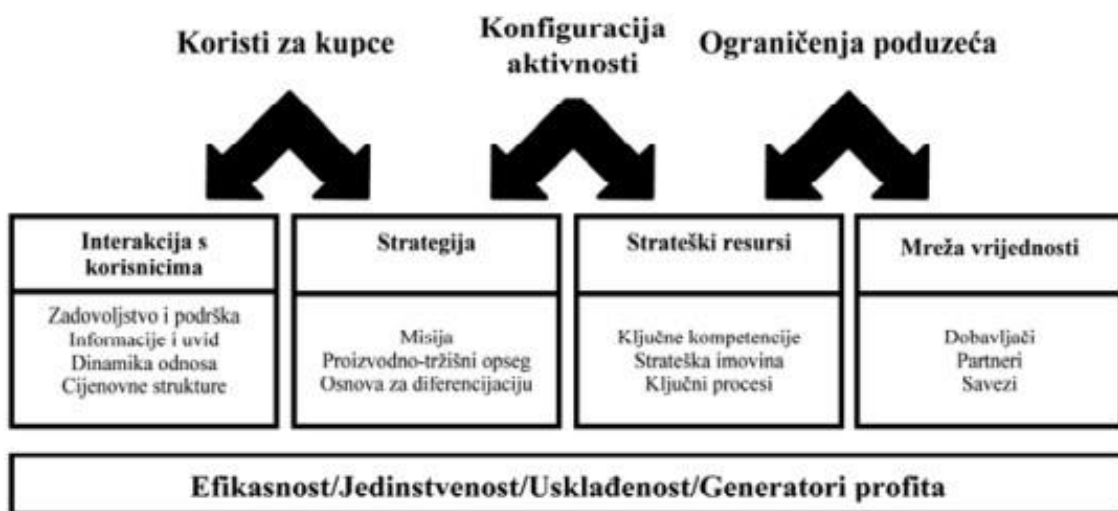 Koristi za kupce
Konfiguracija
aktivnosti
Ograničenja poduzeća
Interakcija s
korisnicima
Zadovoljstvo i podrška
Informacije i uvid
Dinamika odnosa
Cijenovne strukture
Strategija
Misija
Proizvodno-tržišni opseg
Osnova za diferencijaciju
Strateški resursi
Ključne kompetencije
Strateška imovina
Ključni procesi
Mreža vrijednosti
Dobavljači
Partneri
Savezi
Efikasnost/Jedinstvenost/Usklađenost/Generatori profita